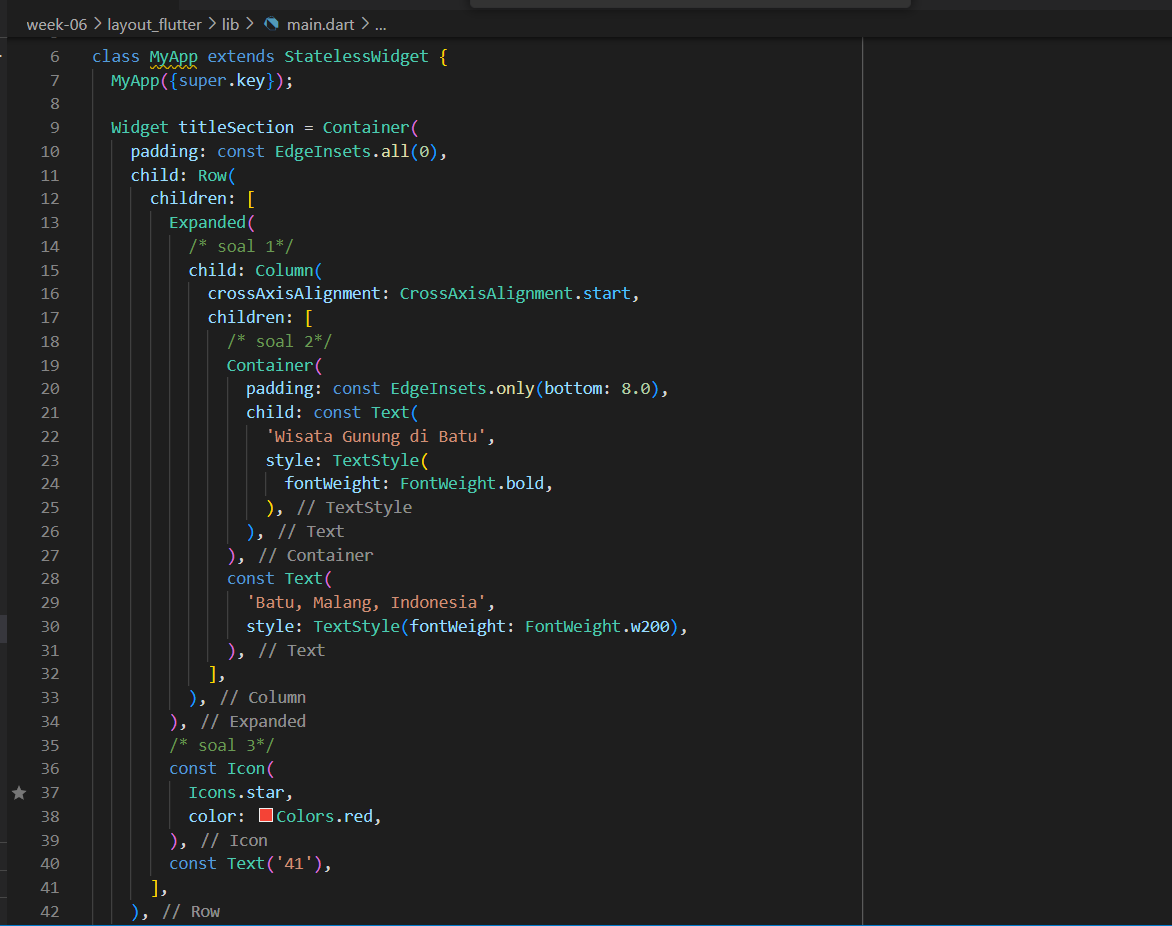 week-06 > layout_flutter > lib > main.dart > ...
6 class MyApp extends StatelessWidget {
7   MyApp({super.key});
8
9   Widget titleSection = Container(
10     padding: const EdgeInsets.all(0),
11     child: Row(
12       children: [
13         Expanded(
14           /* soal 1*/
15           child: Column(
16             crossAxisAlignment: CrossAxisAlignment.start,
17             children: [
18               /* soal 2*/
19               Container(
20                 padding: const EdgeInsets.only(bottom: 8.0),
21                 child: const Text(
22                   'Wisata Gunung di Batu',
23                   style: TextStyle(
24                     fontWeight: FontWeight.bold,
25                   ), // TextStyle
26                 ), // Text
27               ), // Container
28               const Text(
29                 'Batu, Malang, Indonesia',
30                 style: TextStyle(fontWeight: FontWeight.w200),
31               ), // Text
32             ],
33           ), // Column
34         ), // Expanded
35         /* soal 3*/
36         const Icon(
37           Icons.star,
38           color: Colors.red,
39         ), // Icon
40         const Text('41'),
41       ],
42     ), // Row